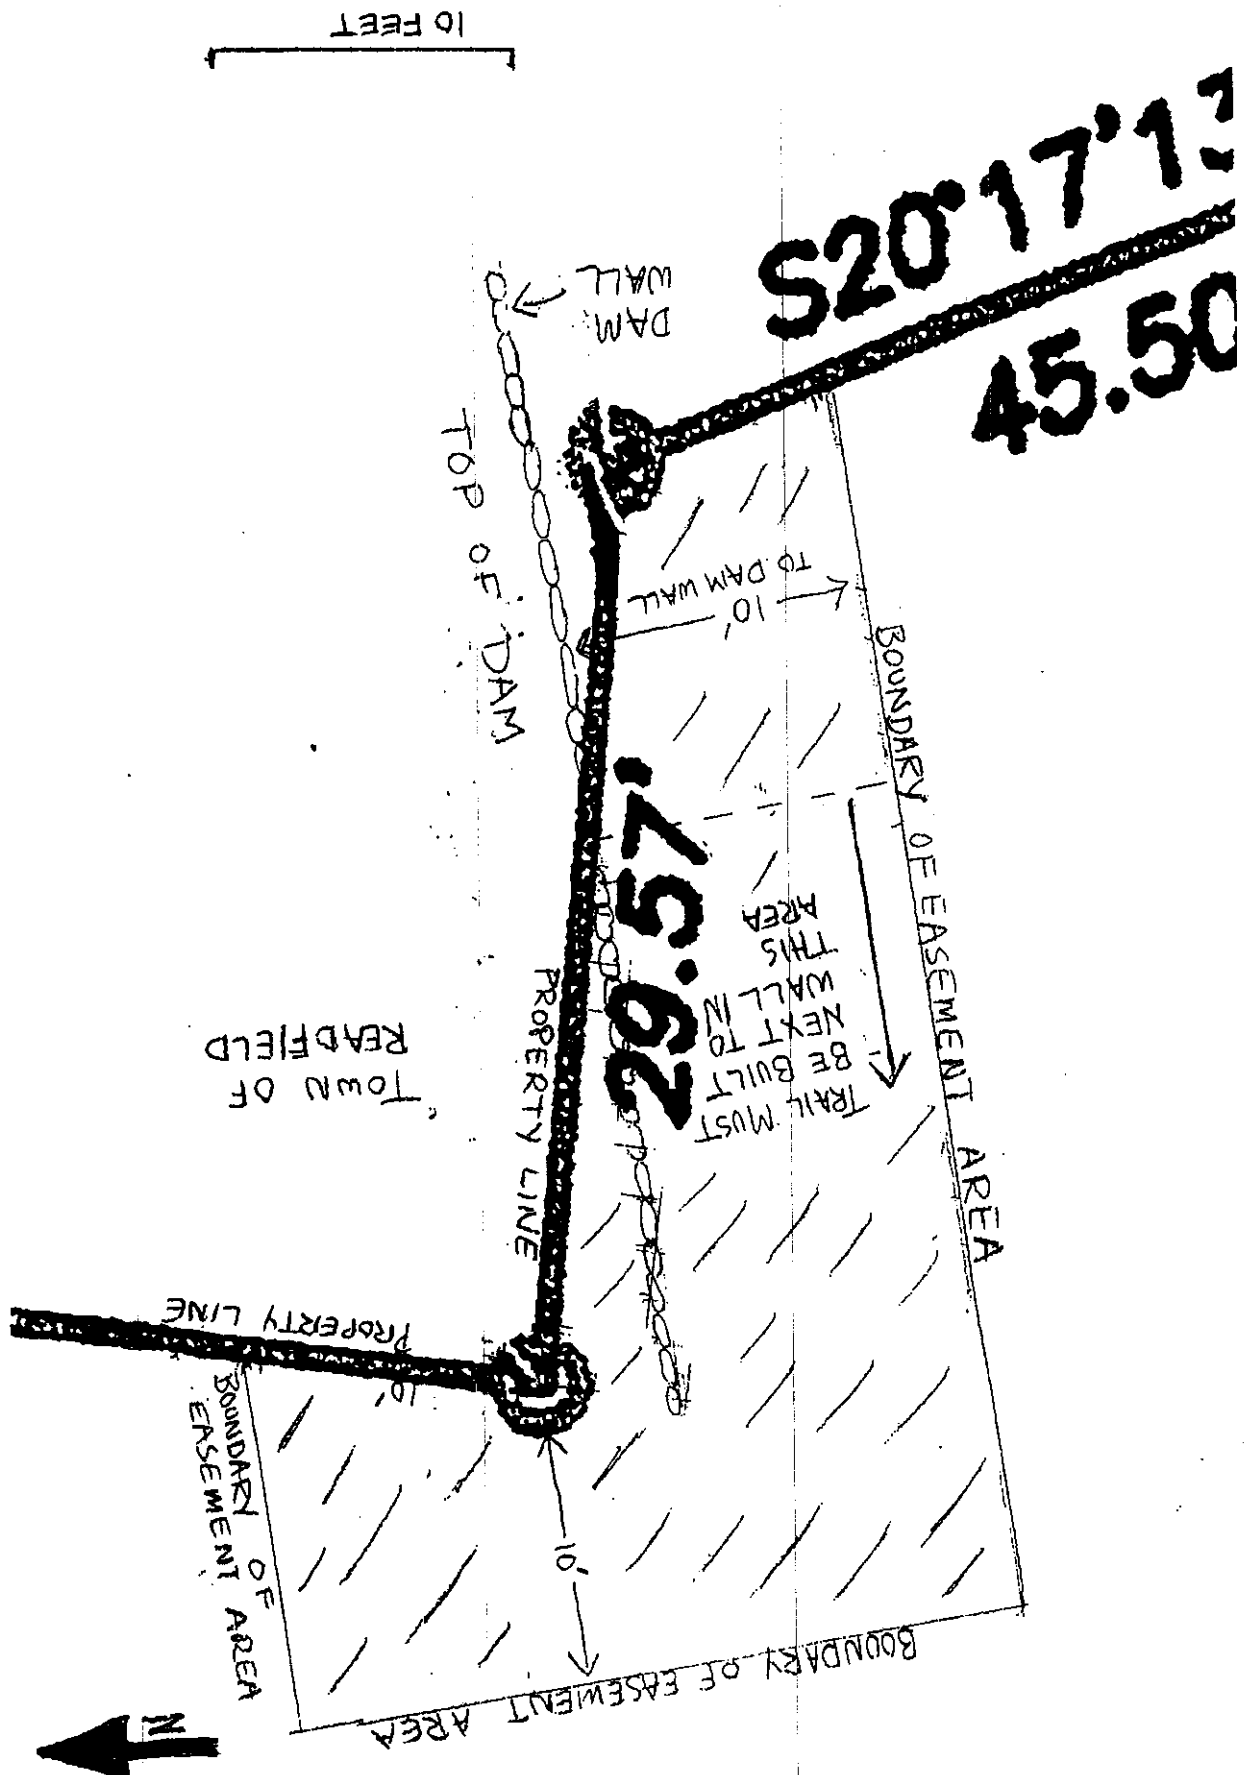 10 FEET
S20°17'13
45.50
DAM
WALL
TOP OF DAM
10'
TO DAM WALL
BOUNDARY OF EASEMENT AREA
29.57'
TRAIL MUST
BE BUILT
NEXT TO
WALL IN
THIS
AREA
PROPERTY LINE
TOWN OF
READFIELD
PROPERTY LINE
10'
BOUNDARY OF
EASEMENT AREA
10'
BOUNDARY OF EASEMENT AREA
N